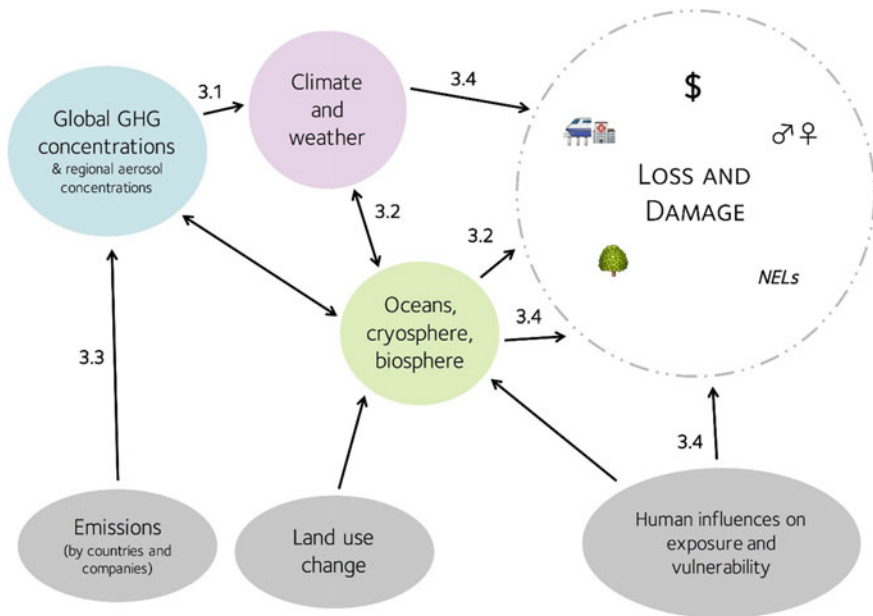 3.1
Climate
and
weather
3.4
$
Global GHG
concentrations
& regional aerosol
concentrations
♂♀
LOSS AND
DAMAGE
3.2
3.2
NELs
Oceans,
cryosphere,
biosphere
3.4
3.3
3.4
Emissions
(by countries and
companies)
Land use
change
Human influences on
exposure and
vulnerability